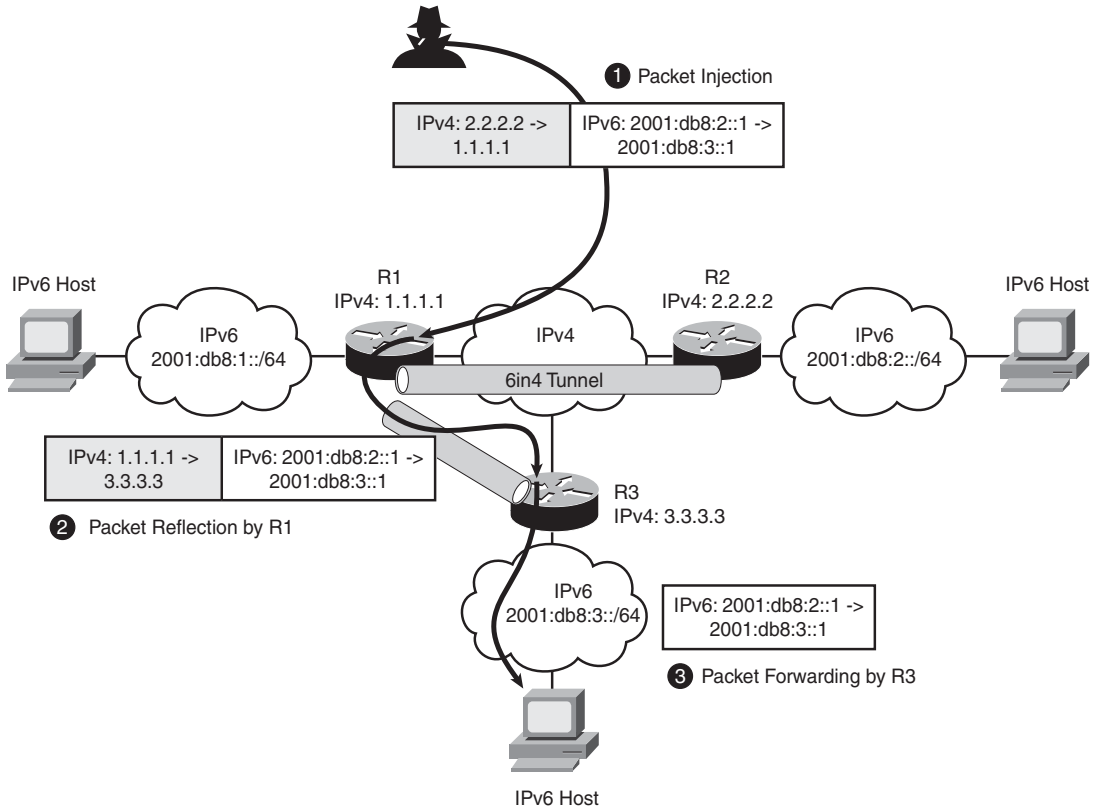 1 Packet Injection
IPv4: 2.2.2.2 ->
1.1.1.1
IPv6: 2001:db8:2::1 ->
2001:db8:3::1
IPv6 Host
R1
IPv4: 1.1.1.1
R2
IPv4: 2.2.2.2
IPv6 Host
IPv6
2001:db8:1::/64
IPv4
IPv6
2001:db8:2::/64
6in4 Tunnel
IPv4: 1.1.1.1 ->
3.3.3.3
IPv6: 2001:db8:2::1 ->
2001:db8:3::1
2 Packet Reflection by R1
R3
IPv4: 3.3.3.3
IPv6
2001:db8:3::/64
IPv6: 2001:db8:2::1 ->
2001:db8:3::1
3 Packet Forwarding by R3
IPv6 Host